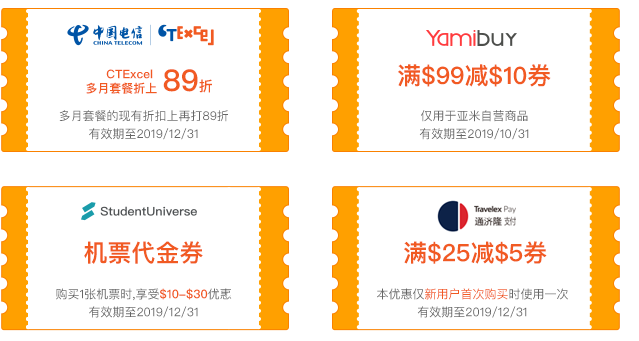 中国电信 CTExcel
CHINA TELECOM
CTExcel
多月套餐折上 89折
多月套餐的现有折扣上再打89折
有效期至2019/12/31
Yamibuy
满$99减$10券
仅用于亚米自营商品
有效期至2019/10/31
StudentUniverse
机票代金券
购买1张机票时,享受$10-$30优惠
有效期至2019/12/31
Travelex Pay
通济隆 支付
满$25减$5券
本优惠仅新用户首次购买时使用一次
有效期至2019/12/31